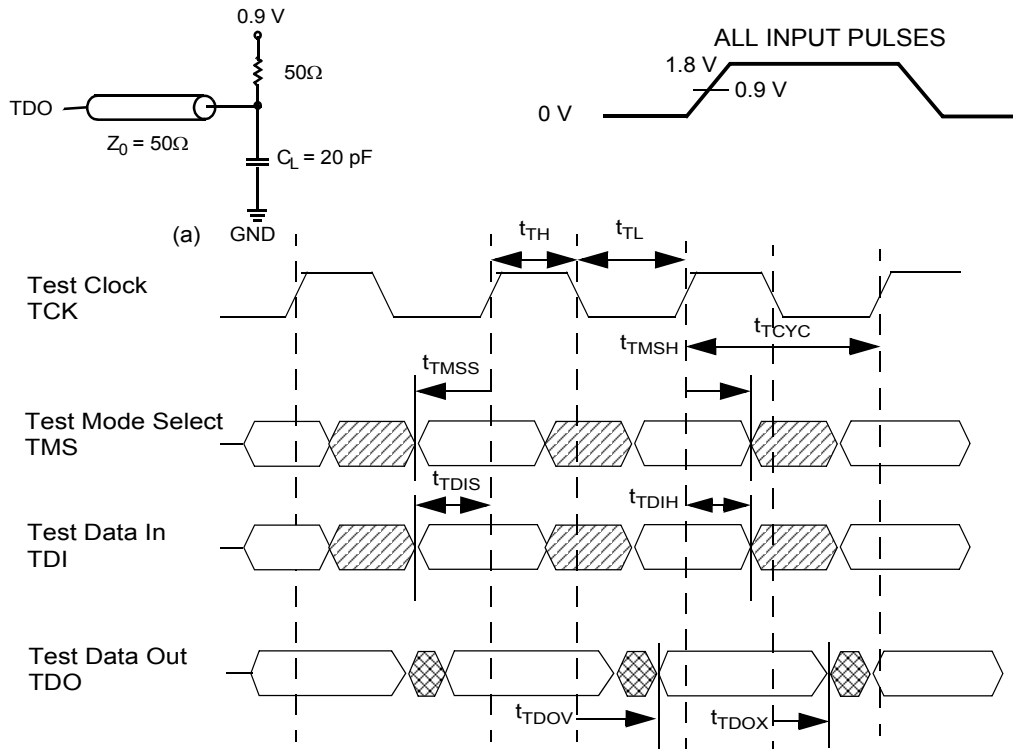 0.9 V
50Ω
TDO
Z0 = 50Ω
CL = 20 pF
GND
(a)
ALL INPUT PULSES
1.8 V
0.9 V
0 V
tTH
tTL
Test Clock
TCK
tTMSH
tTCYC
tTMSS
Test Mode Select
TMS
tTDIS
tTDIH
Test Data In
TDI
Test Data Out
TDO
tTDOV
tTDOX